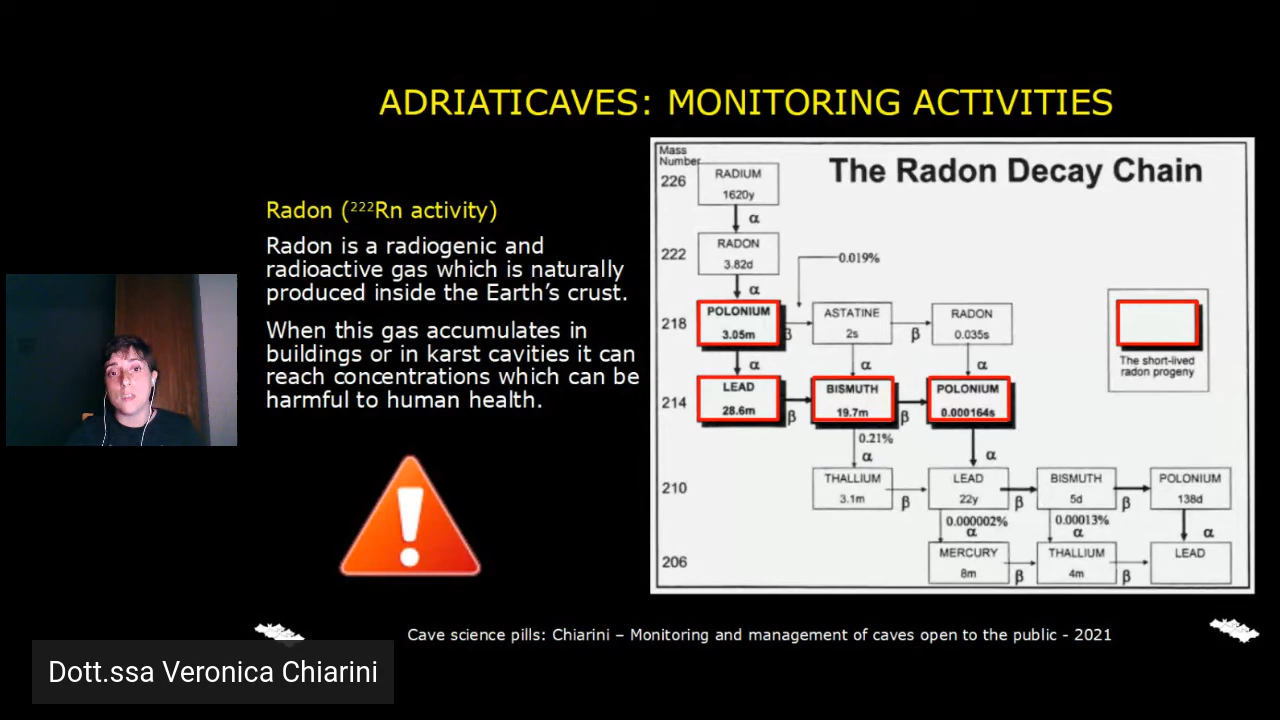 ADRIATICAVES: MONITORING ACTIVITIES
Radon (²²²Rn activity)
Radon is a radiogenic and
radioactive gas which is naturally
produced inside the Earth's crust.
When this gas accumulates in
buildings or in karst cavities it can
reach concentrations which can be
harmful to human health.
Mass
Number
The Radon Decay Chain
226
RADIUM
1620y
α
222
RADON
3.82d
0.019%
α
218
POLONIUM
3.05m
β
ASTATINE
2s
β
RADON
0.035s
α
α
α
The short-lived
radon progeny
214
LEAD
28.6m
β
BISMUTH
19.7m
β
POLONIUM
0.000164s
0.21%
α
α
210
THALLIUM
3.1m
β
LEAD
22y
β
BISMUTH
5d
β
POLONIUM
138d
0.000002%
α
0.00013%
α
α
206
MERCURY
8m
β
THALLIUM
4m
β
LEAD
Cave science pills: Chiarini – Monitoring and management of caves open to the public - 2021
Dott.ssa Veronica Chiarini